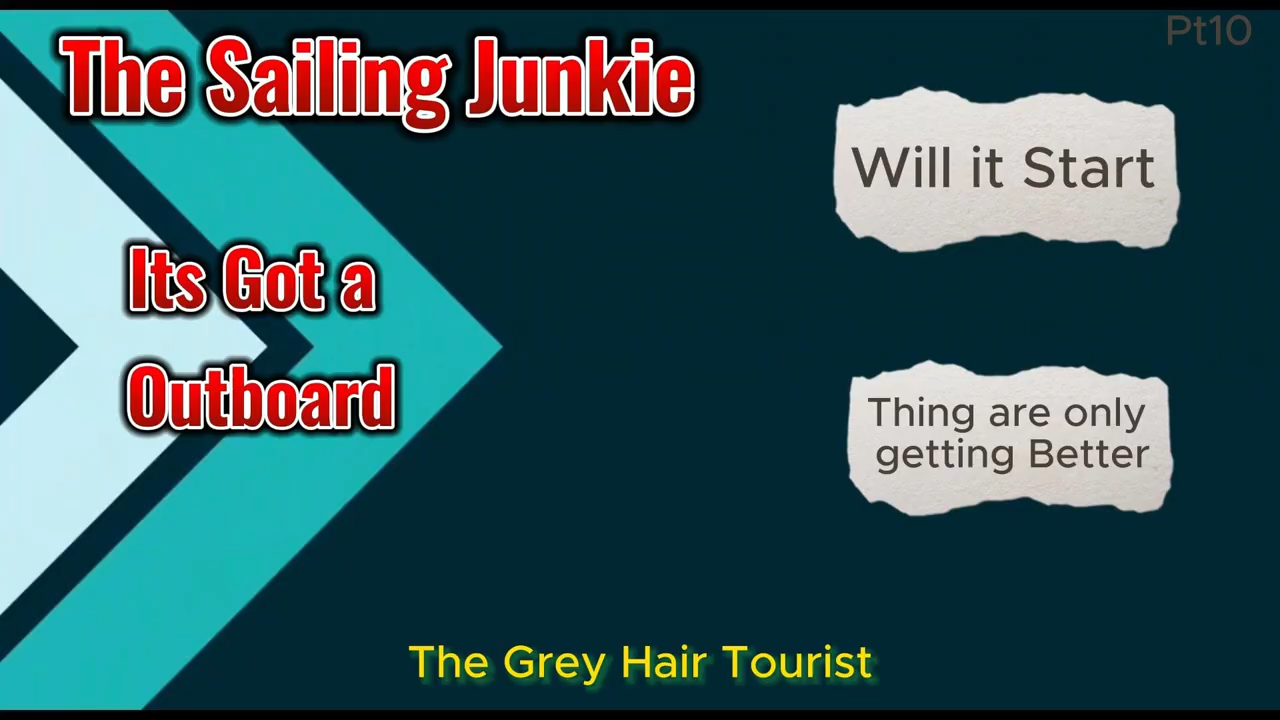 Pt10
The Sailing Junkie
Will it Start
Its Got a
Outboard
Thing are only
getting Better
The Grey Hair Tourist